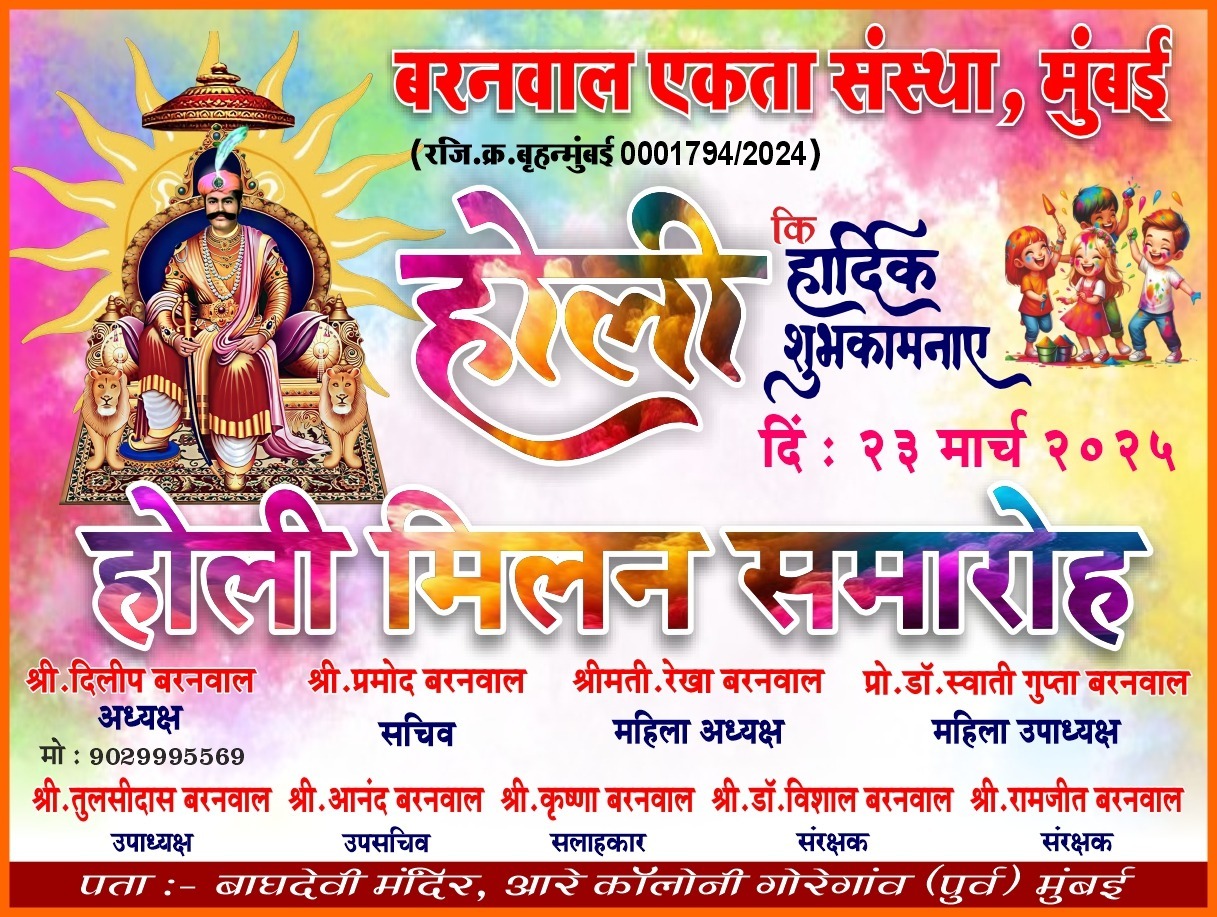 बरनवाल एकता संस्था, मुंबई
(रजि.क्र.बृहन्मुंबई 0001794/2024)
होली
कि
हार्दिक
शुभकामनाए
दिं : २३ मार्च २०२५
होली मिलन समारोह
श्री.दिलीप बरनवाल श्री.प्रमोद बरनवाल श्रीमती.रेखा बरनवाल प्रो.डॉ.स्वाती गुप्ता बरनवाल
अध्यक्ष सचिव महिला अध्यक्ष महिला उपाध्यक्ष
मो : 9029995569
श्री.तुलसीदास बरनवाल श्री.आनंद बरनवाल श्री.कृष्णा बरनवाल श्री.डॉ.विशाल बरनवाल श्री.रामजीत बरनवाल
उपाध्यक्ष उपसचिव सलाहकार संरक्षक संरक्षक
पता :- बाघदेवी मंदिर, आरे कॉलोनी गोरेगांव (पुर्व) मुंबई